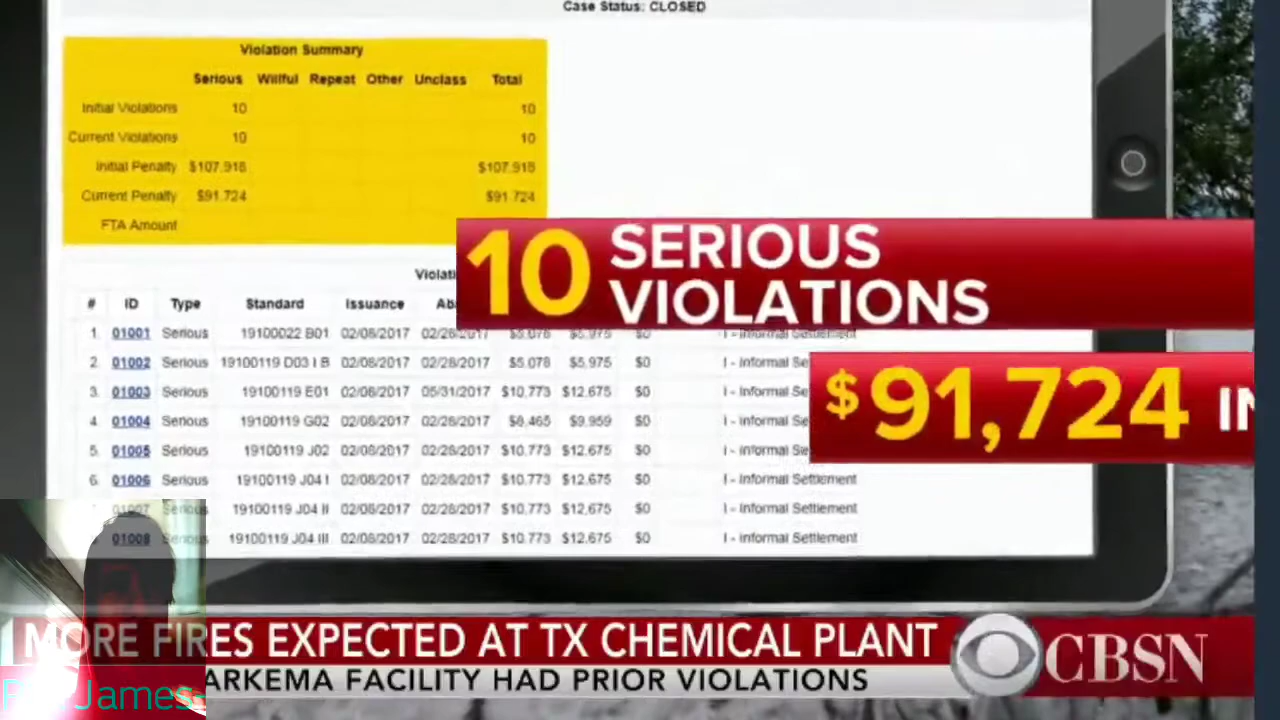 Case Status: CLOSED
Violation Summary
Serious Willful Repeat Other Unclass Total
Initial Violations 10 10
Current Violations 10 10
Initial Penalty $107,918 $107,918
Current Penalty $91,724 $91,724
FTA Amount
10 SERIOUS
VIOLATIONS
# ID Type Standard Issuance
1. 01001 Serious 19100022 B01 02/08/2017 02/28/2017 $5,078 $5,975 $0 I - Informal Settlement
2. 01002 Serious 19100119 D03 I B 02/08/2017 02/28/2017 $5,078 $5,975 $0
3. 01003 Serious 19100119 E01 02/08/2017 05/31/2017 $10,773 $12,675 $0
$91,724
4. 01004 Serious 19100119 G02 02/08/2017 02/28/2017 $8,465 $9,959 $0
5. 01005 Serious 19100119 J02 02/08/2017 02/28/2017 $10,773 $12,675 $0
6. 01006 Serious 19100119 J04 I 02/08/2017 02/28/2017 $10,773 $12,675 $0 I - Informal Settlement
01007 Serious 19100119 J04 II 02/08/2017 02/28/2017 $10,773 $12,675 $0 I - Informal Settlement
01008 Serious 19100119 J04 III 02/08/2017 02/28/2017 $10,773 $12,675 $0 I - Informal Settlement
MORE FIRES EXPECTED AT TX CHEMICAL PLANT
ARKEMA FACILITY HAD PRIOR VIOLATIONS
CBSN
James-